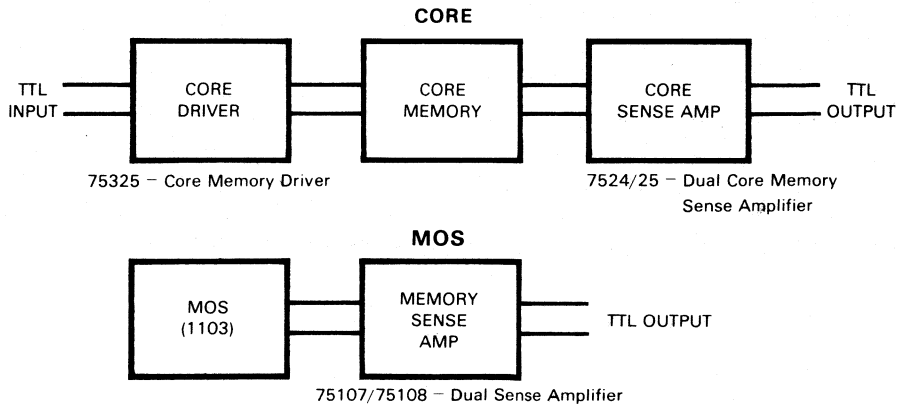 CORE
TTL
INPUT
CORE
DRIVER
CORE
MEMORY
CORE
SENSE AMP
TTL
OUTPUT
75325 – Core Memory Driver
7524/25 – Dual Core Memory
Sense Amplifier
MOS
MOS
(1103)
MEMORY
SENSE
AMP
TTL OUTPUT
75107/75108 – Dual Sense Amplifier